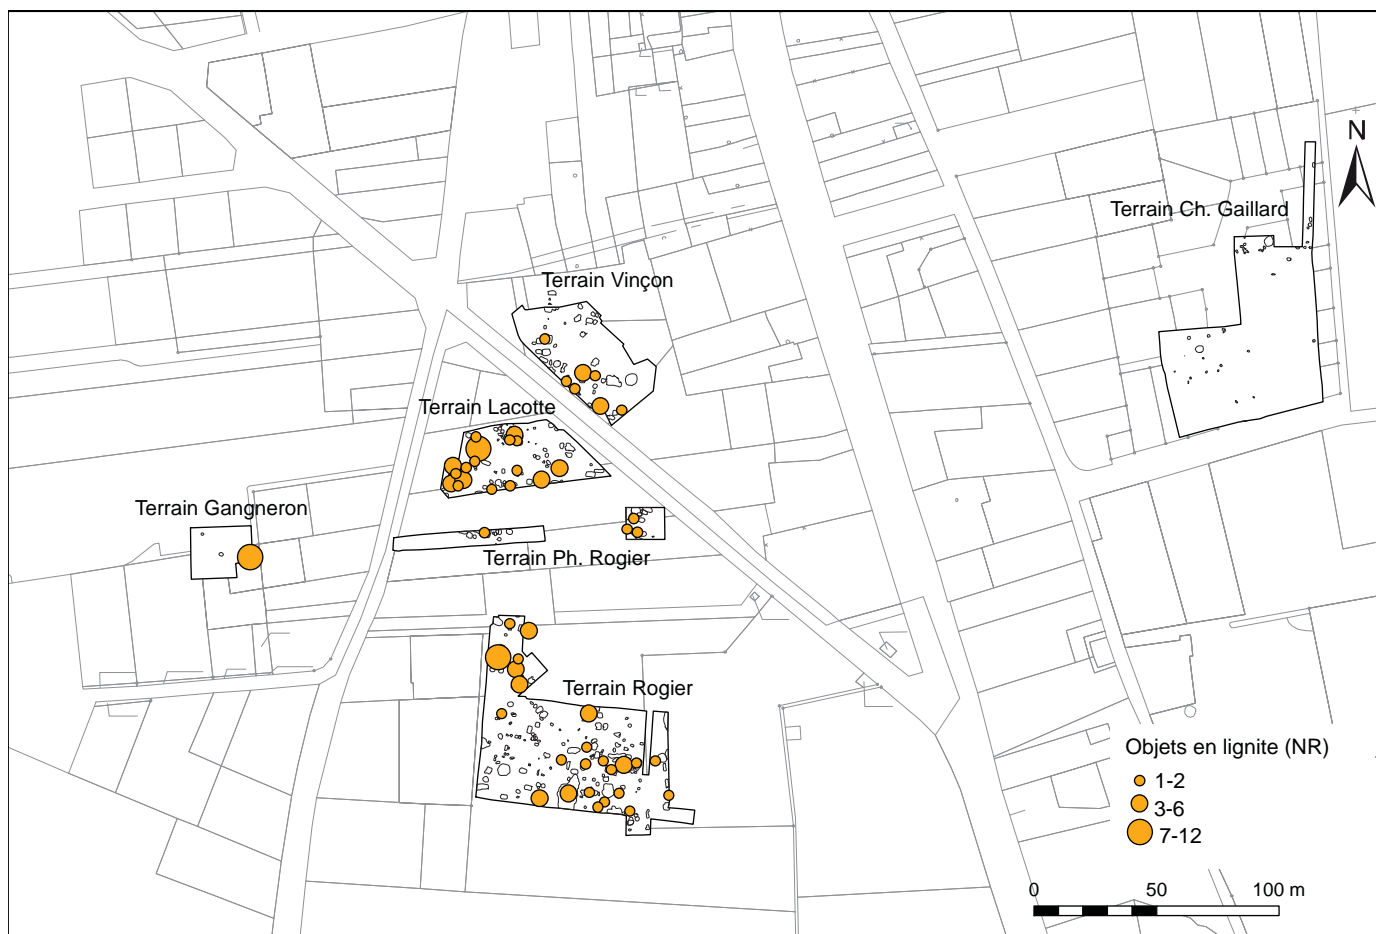 N
Terrain Ch. Gaillard
Terrain Vinçon
Terrain Lacotte
Terrain Gangneron
Terrain Ph. Rogier
Terrain Rogier
Objets en lignite (NR)
1-2
3-6
7-12
0 50 100 m